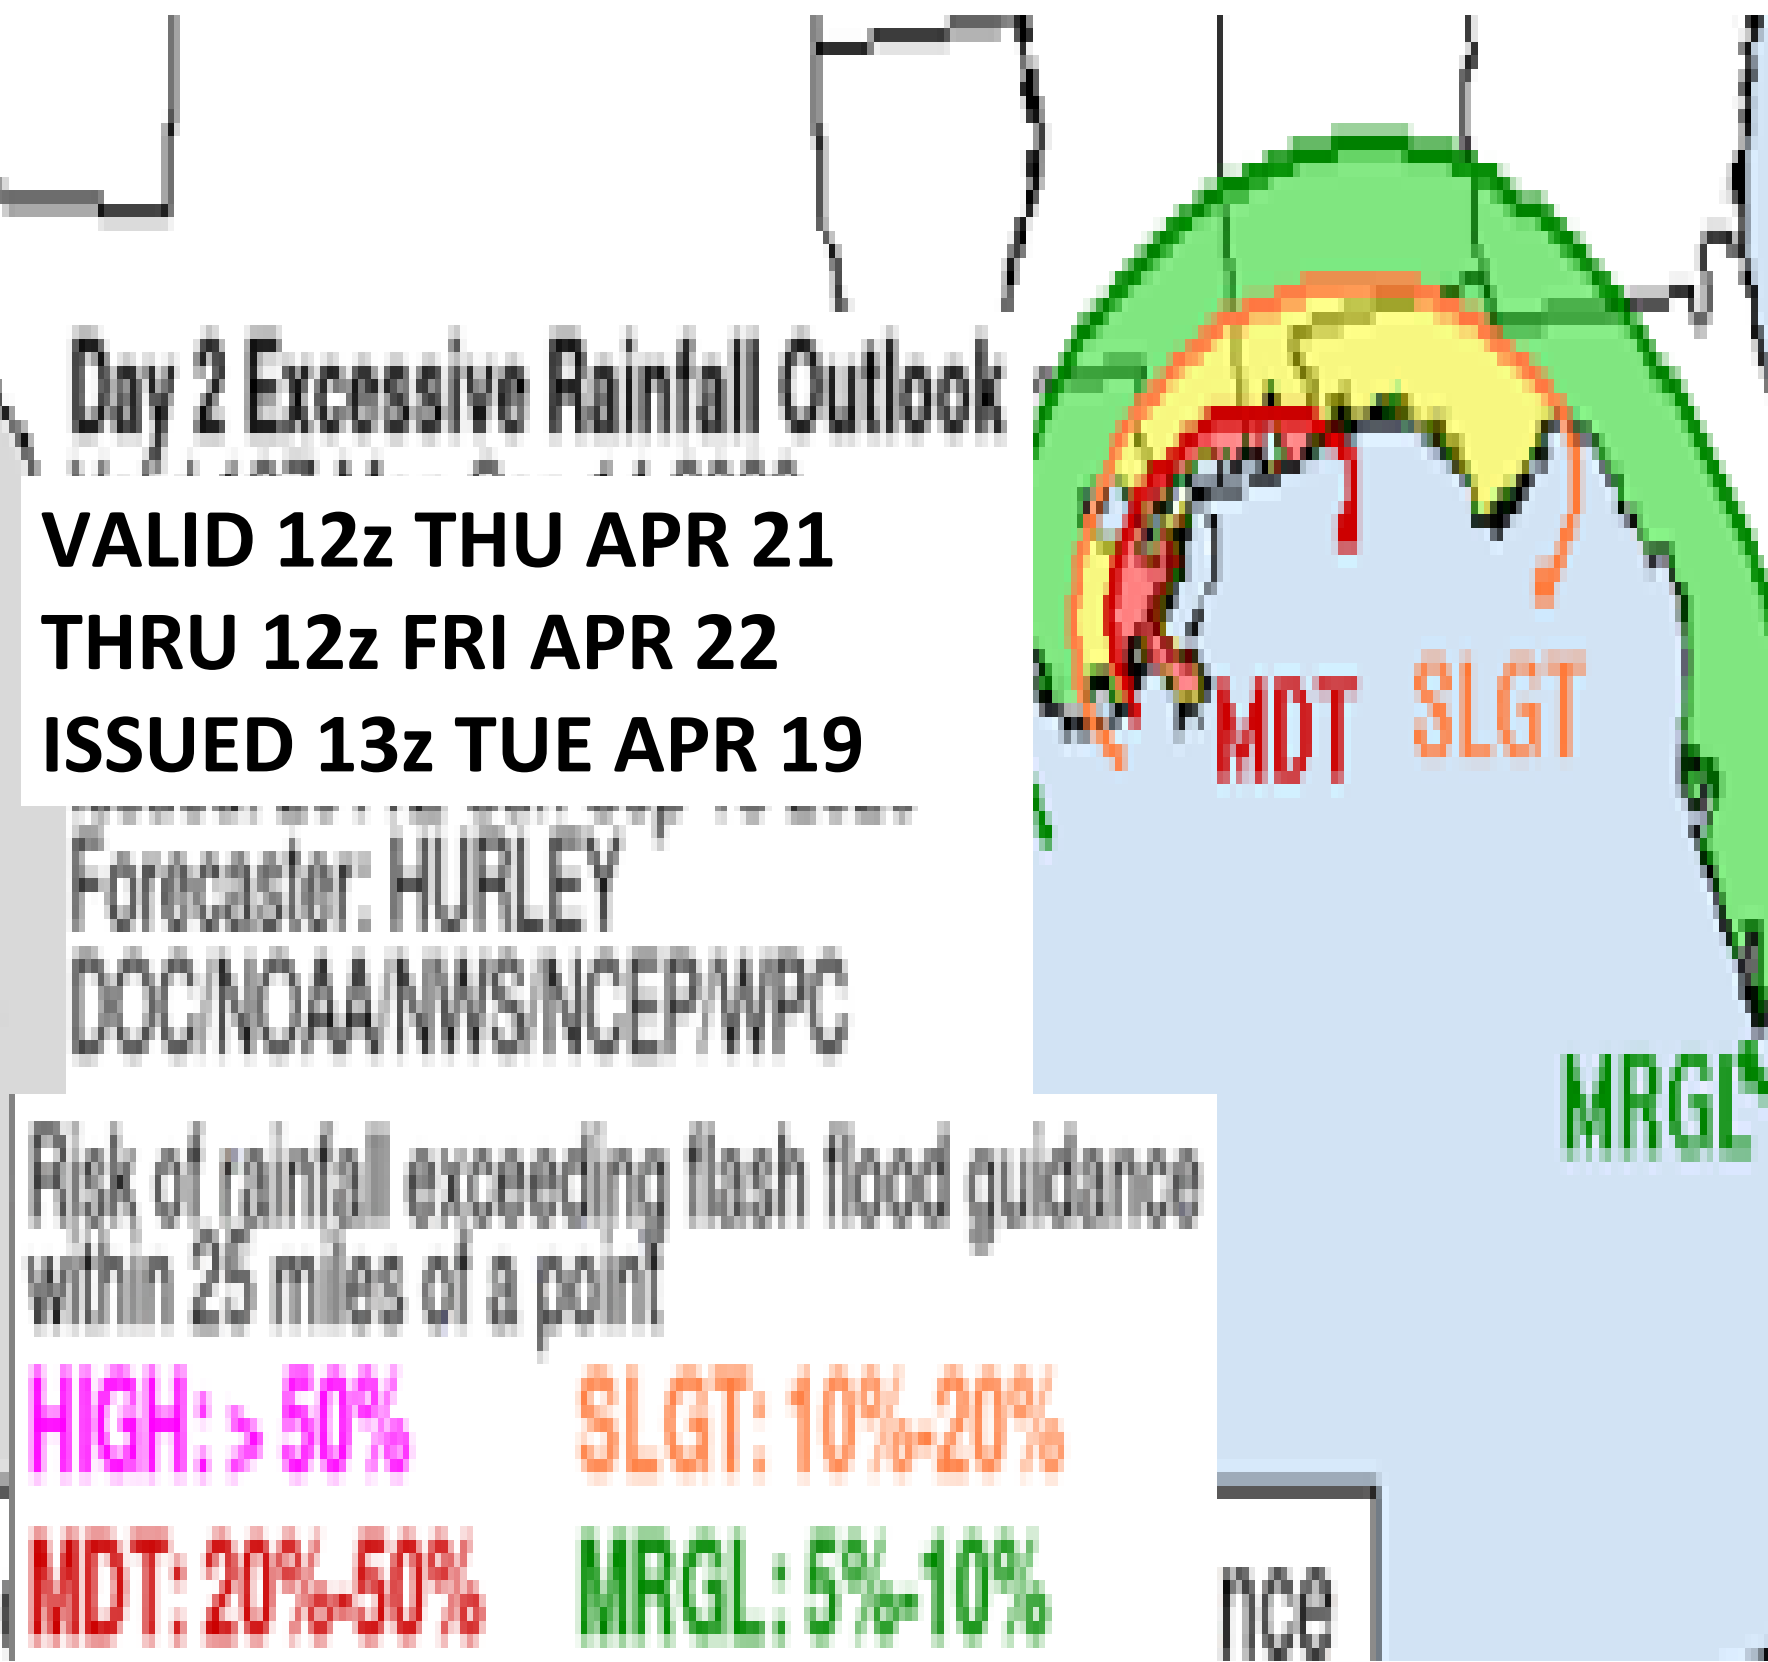 Day 2 Excessive Rainfall Outlook
VALID 12z THU APR 21
THRU 12z FRI APR 22
ISSUED 13z TUE APR 19
Forecaster: HURLEY
DOC/NOAA/NWS/NCEP/WPC
MDT
SLGT
MRGL
Risk of rainfall exceeding flash flood guidance
within 25 miles of a point
HIGH: > 50%
SLGT: 10%-20%
MDT: 20%-50%
MRGL: 5%-10%
nce